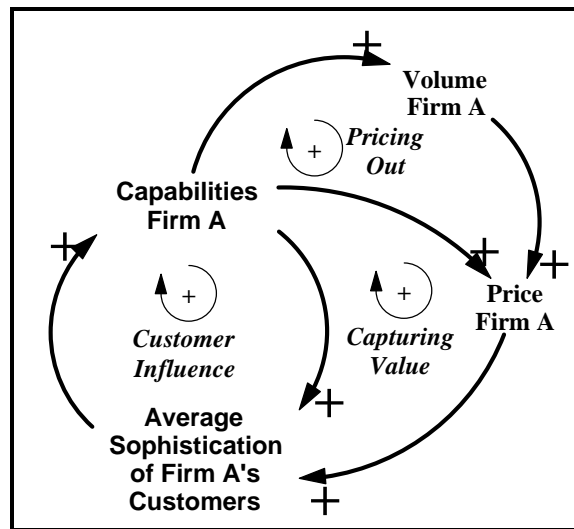 +
Volume
Firm A
Pricing
Out
+
Capabilities
Firm A
+
+
+
Price
Firm A
+
+
Customer
Influence
Capturing
Value
+
Average
Sophistication
of Firm A's
Customers
+